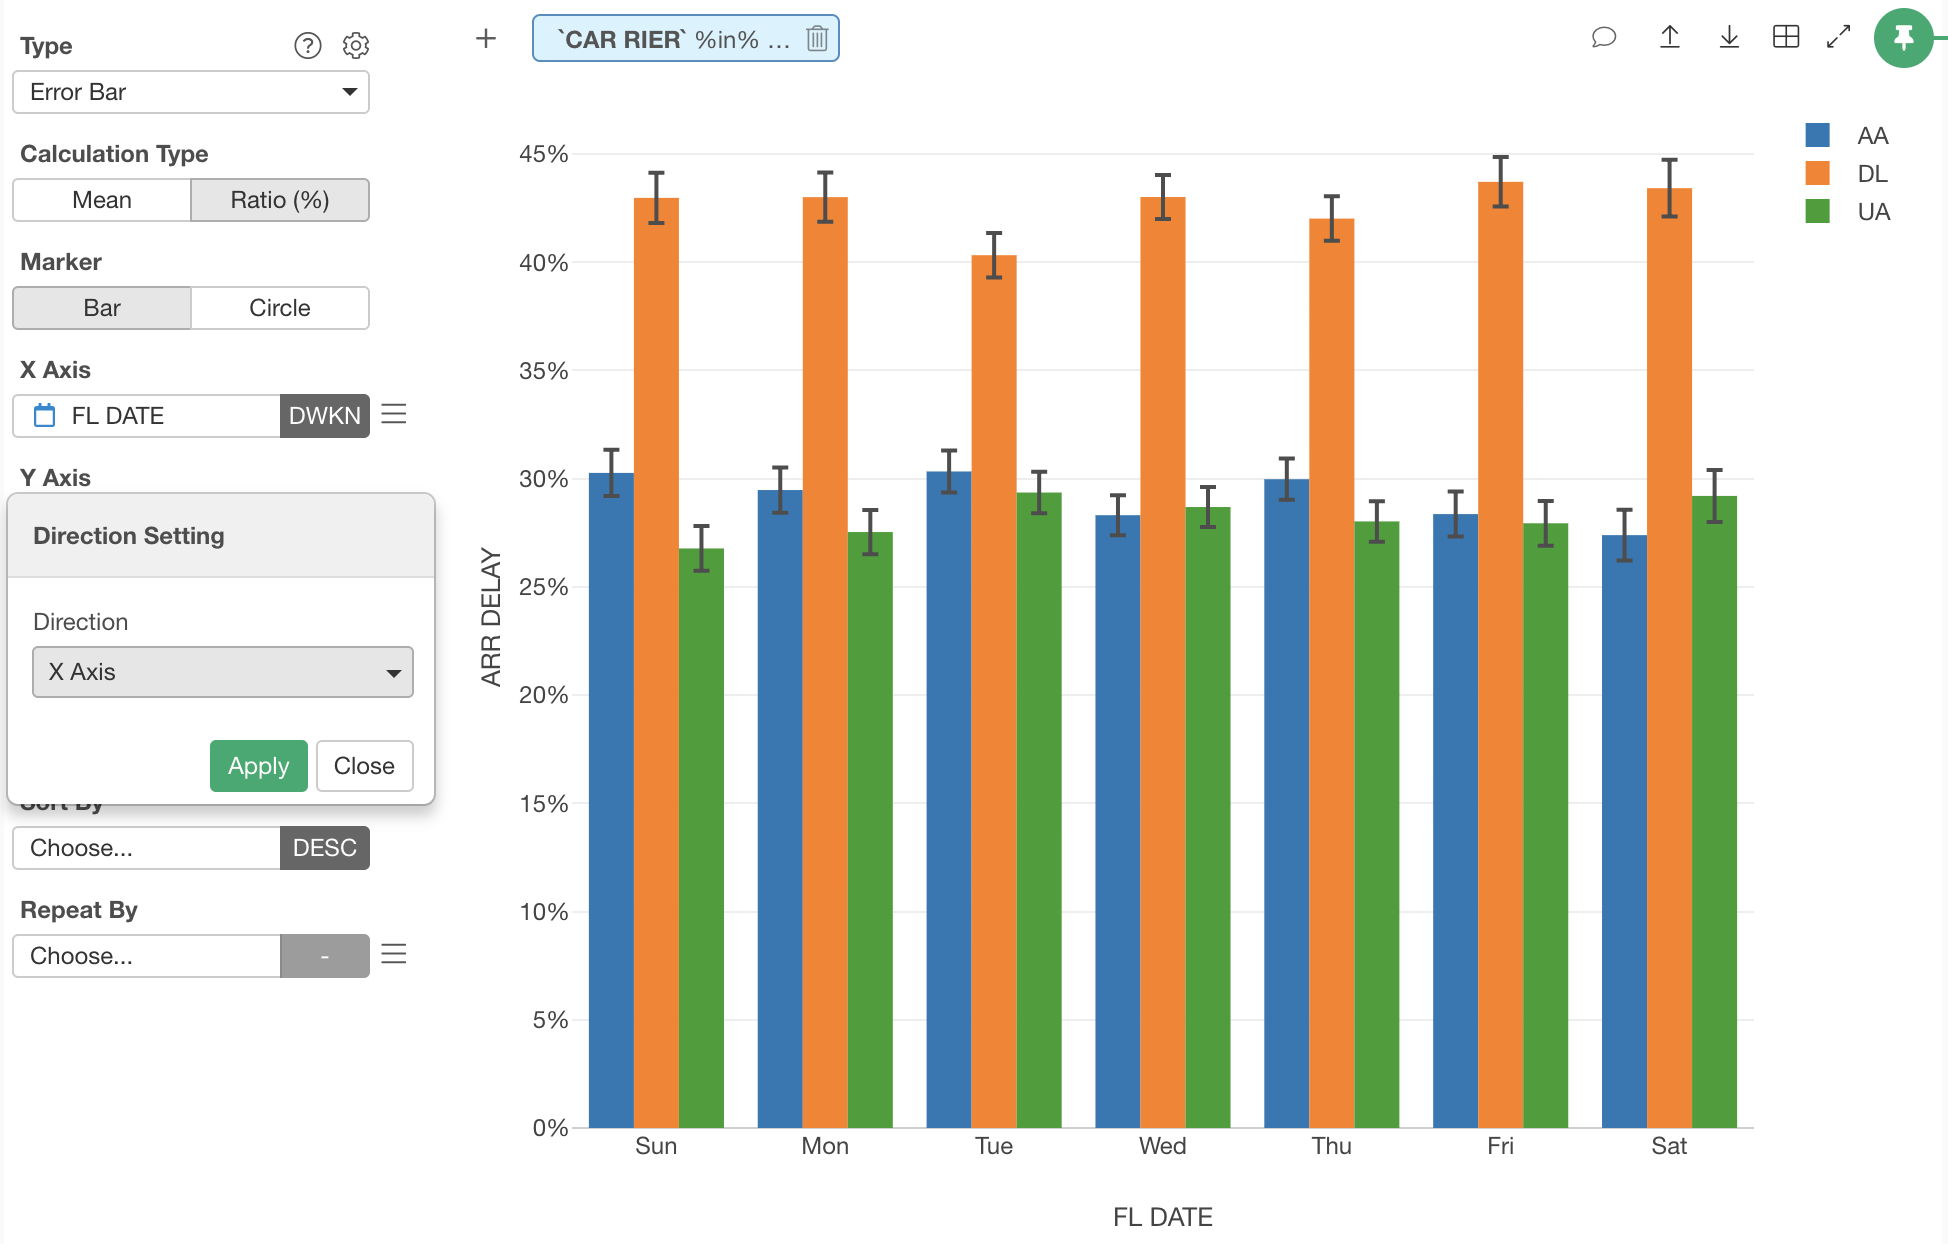 Type
Error Bar
Calculation Type
Mean Ratio (%)
Marker
Bar Circle
X Axis
FL DATE DWKN
Y Axis
Direction Setting
Direction
X Axis
Apply Close
Sort By
Choose... DESC
Repeat By
Choose... -
+ `CAR RIER` %in% ...
45%
40%
35%
30%
25%
20%
15%
10%
5%
0%
ARR DELAY
Sun Mon Tue Wed Thu Fri Sat
FL DATE
AA
DL
UA